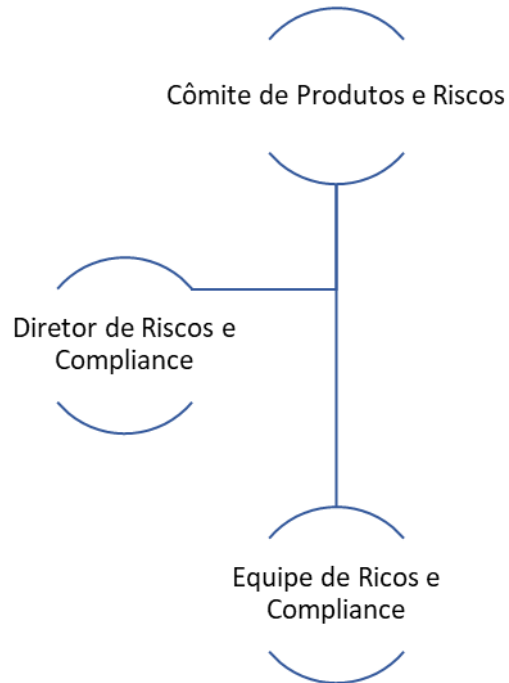 Cômite de Produtos e Riscos
Diretor de Riscos e
Compliance
Equipe de Ricos e
Compliance